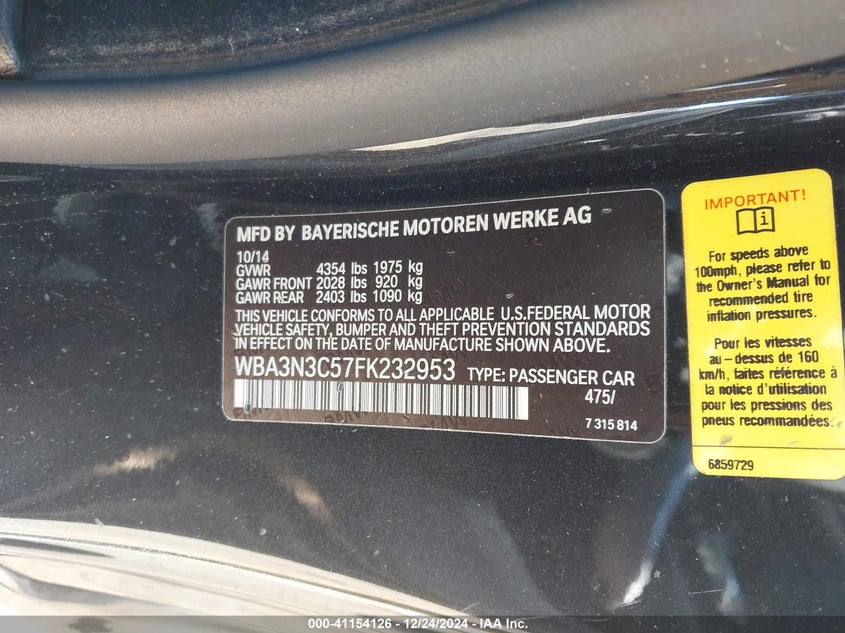 MFD BY BAYERISCHE MOTOREN WERKE AG
10/14
GVWR 4354 lbs 1975 kg
GAWR FRONT 2028 lbs 920 kg
GAWR REAR 2403 lbs 1090 kg
THIS VEHICLE CONFORMS TO ALL APPLICABLE U.S.FEDERAL MOTOR
VEHICLE SAFETY, BUMPER AND THEFT PREVENTION STANDARDS
IN EFFECT ON THE DATE OF MANUFACTURE SHOWN ABOVE.
WBA3N3C57FK232953 TYPE: PASSENGER CAR
475/
7 315 814
IMPORTANT!
For speeds above
100mph, please refer to
the Owner's Manual for
recommended tire
inflation pressures.
Pour les vitesses
au – dessus de 160
km/h, faites référence à
la notice d'utilisation
pour les pressions des
pneus recommandées.
6859729
000-41154126 - 12/24/2024 - IAA Inc.